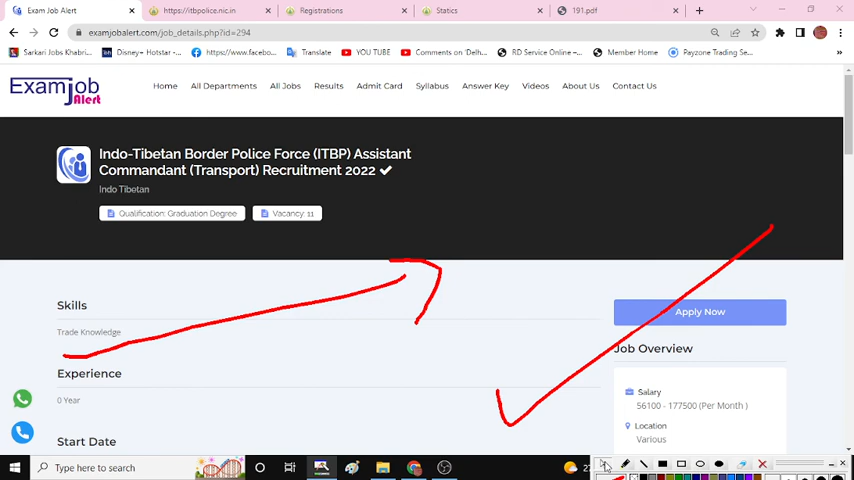 Exam Job Alert
https://itbpolice.nic.in
Registrations
Statics
191.pdf
examjobalert.com/job_details.php?id=294
Sarkari Jobs Khabri...
Disney+ Hotstar -...
https://www.facebo...
Translate
YOU TUBE
Comments on 'Delh...
RD Service Online –...
Member Home
Payzone Trading Se...
Examjob Alert
Home
All Departments
All Jobs
Results
Admit Card
Syllabus
Answer Key
Videos
About Us
Contact Us
Indo-Tibetan Border Police Force (ITBP) Assistant
Commandant (Transport) Recruitment 2022
Indo Tibetan
Qualification: Graduation Degree
Vacancy: 11
Skills
Trade Knowledge
Experience
0 Year
Start Date
Apply Now
Job Overview
Salary
56100 - 177500 (Per Month )
Location
Various
Type here to search